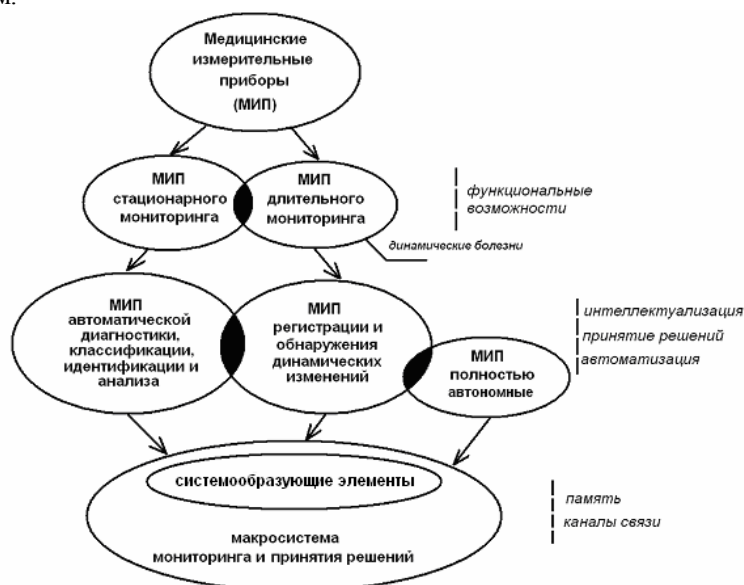 м.
Медицинские
измерительные
приборы
(МИП)
МИП
стационарного
мониторинга
МИП
длительного
мониторинга
функциональные
возможности
динамические болезни
МИП
автоматической
диагностики,
классификации,
идентификации и
анализа
МИП
регистрации и
обнаружения
динамических
изменений
МИП
полностью
автономные
интеллектуализация
принятие решений
автоматизация
системообразующие элементы
макросистема
мониторинга и принятия решений
память
каналы связи